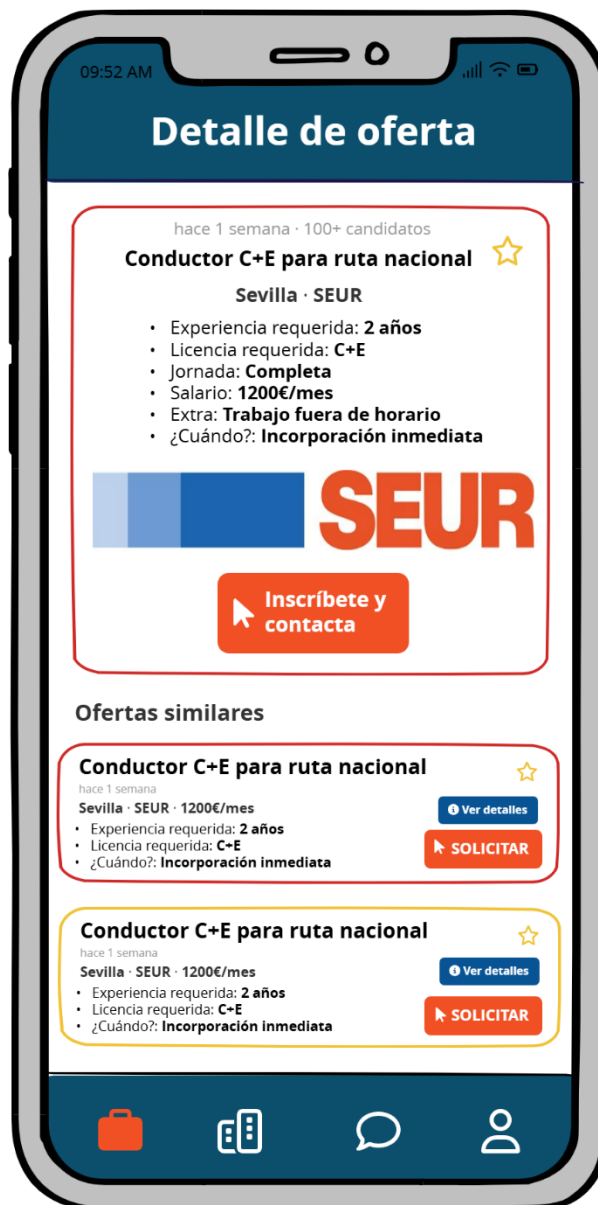 09:52 AM
Detalle de oferta
hace 1 semana · 100+ candidatos
Conductor C+E para ruta nacional
Sevilla · SEUR
• Experiencia requerida: 2 años
• Licencia requerida: C+E
• Jornada: Completa
• Salario: 1200€/mes
• Extra: Trabajo fuera de horario
• ¿Cuándo?: Incorporación inmediata
SEUR
Inscríbete y
contacta
Ofertas similares
Conductor C+E para ruta nacional
hace 1 semana
Sevilla · SEUR · 1200€/mes
Ver detalles
• Experiencia requerida: 2 años
• Licencia requerida: C+E
SOLICITAR
• ¿Cuándo?: Incorporación inmediata
Conductor C+E para ruta nacional
hace 1 semana
Sevilla · SEUR · 1200€/mes
Ver detalles
• Experiencia requerida: 2 años
• Licencia requerida: C+E
SOLICITAR
• ¿Cuándo?: Incorporación inmediata